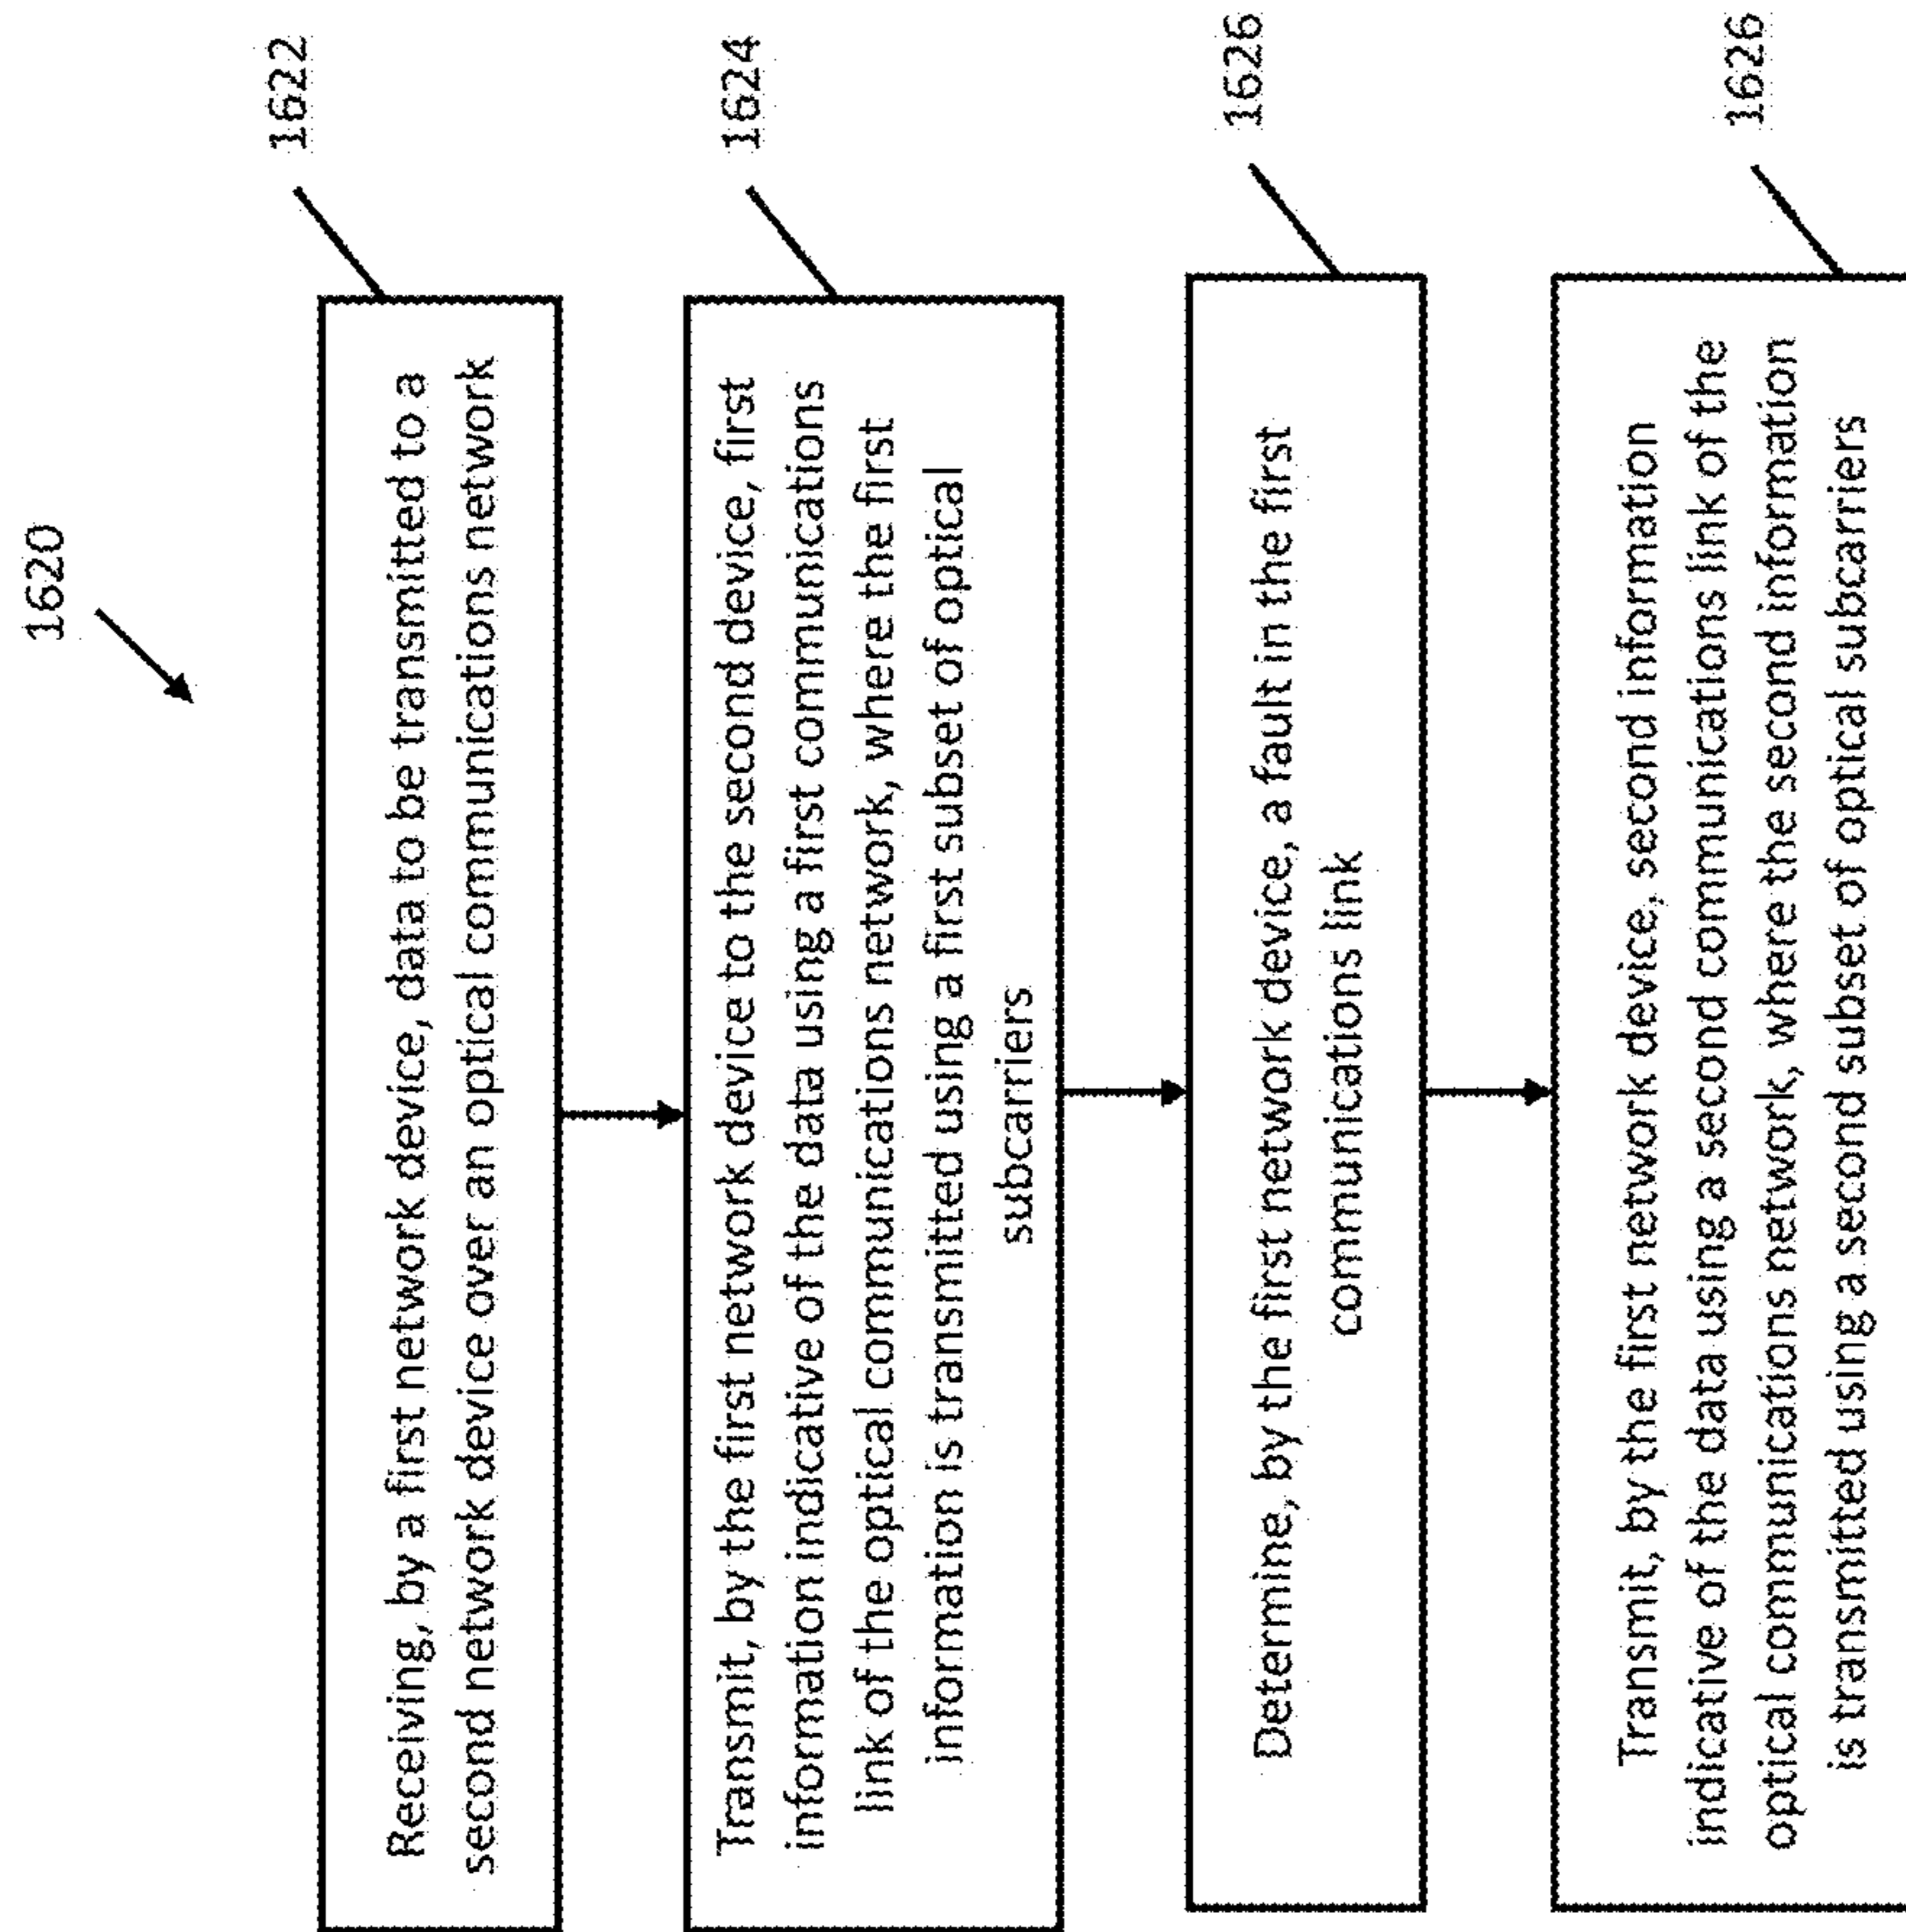 1620
1622
Receiving, by a first network device, data to be transmitted to a
second network device over an optical communications network
1624
Transmit, by the first network device to the second device, first
information indicative of the data using a first communications
link of the optical communications network, where the first
information is transmitted using a first subset of optical
subcarriers
1626
Determine, by the first network device, a fault in the first
communications link
1626
Transmit, by the first network device, second information
indicative of the data using a second communications link of the
optical communications network, where the second information
is transmitted using a second subset of optical subcarriers